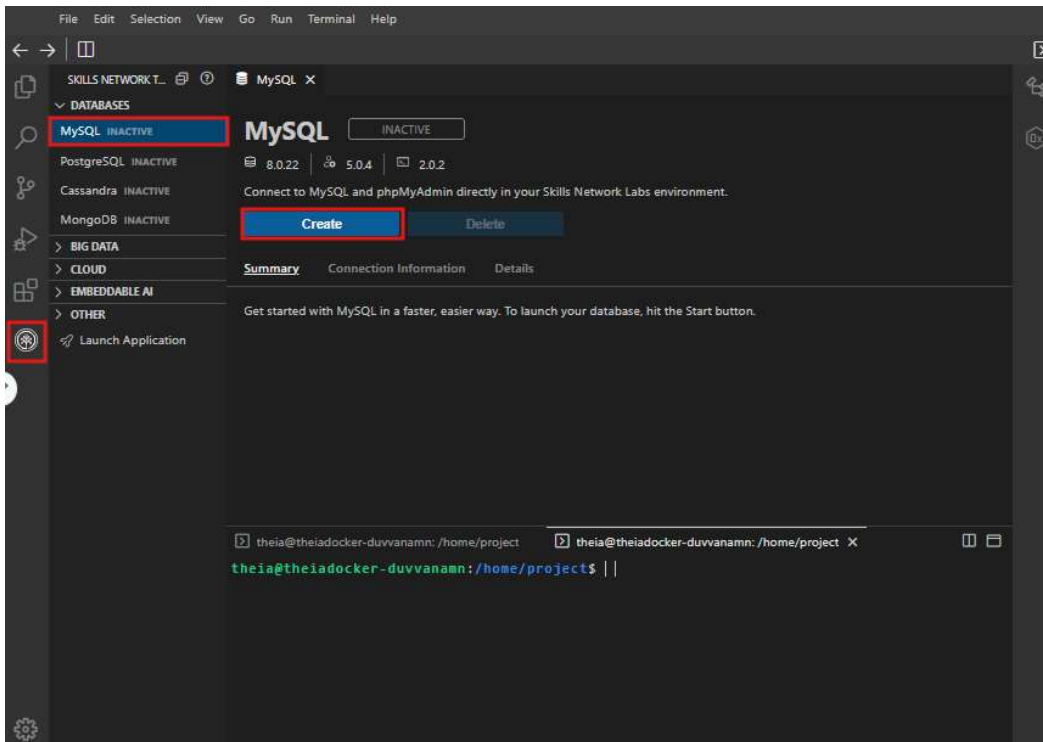 File Edit Selection View Go Run Terminal Help
SKILLS NETWORK T...
MySQL
DATABASES
MySQL INACTIVE
PostgreSQL INACTIVE
Cassandra INACTIVE
MongoDB INACTIVE
BIG DATA
CLOUD
EMBEDDABLE AI
OTHER
Launch Application
MySQL INACTIVE
8.0.22 5.0.4 2.0.2
Connect to MySQL and phpMyAdmin directly in your Skills Network Labs environment.
Create Delete
Summary Connection Information Details
Get started with MySQL in a faster, easier way. To launch your database, hit the Start button.
theia@theiadocker-duvvanamn: /home/project theia@theiadocker-duvvanamn: /home/project
theia@theiadocker-duvvanamn:/home/project$